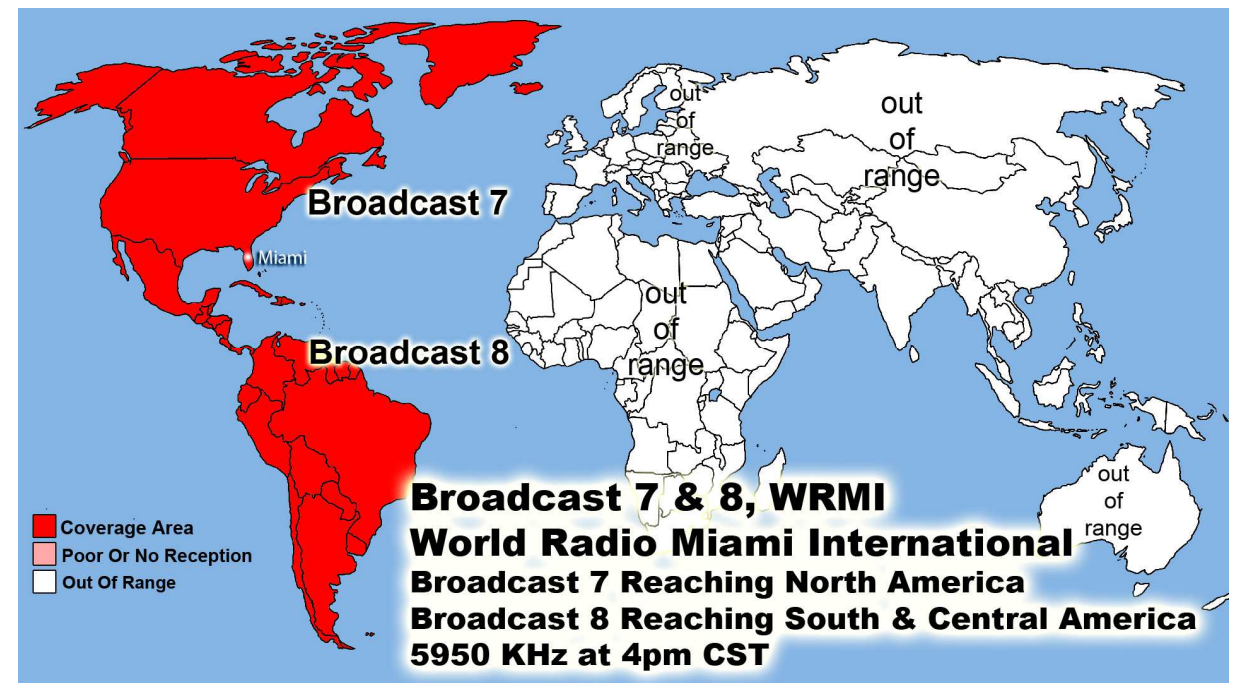 out
of
range
out
of
range
Broadcast 7
Miami
out
of
range
Broadcast 8
out
of
range
Broadcast 7 & 8, WRMI
World Radio Miami International
Broadcast 7 Reaching North America
Broadcast 8 Reaching South & Central America
5950 KHz at 4pm CST
Coverage Area
Poor Or No Reception
Out Of Range